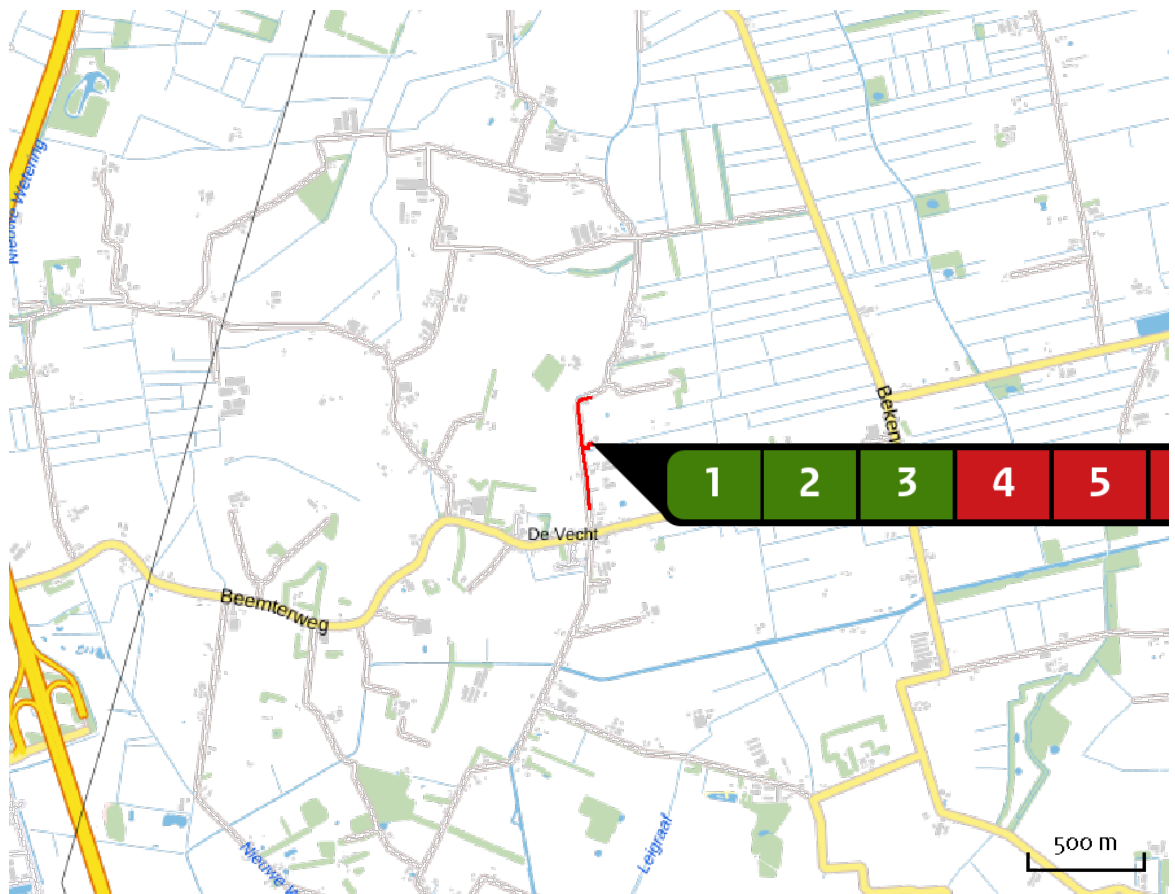 Nieuwe Wetering
Beken
1 2 3 4 5
De Vecht
Beemterweg
Nieuwe W
Leigraaf
500 m